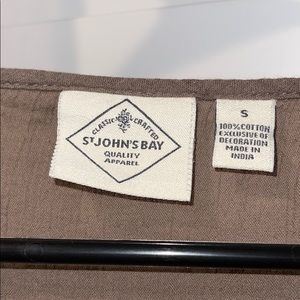 CLASSIC CRAFTED
ST JOHN'S BAY
QUALITY
APPAREL
S
100% COTTON
EXCLUSIVE OF
DECORATION
MADE IN
INDIA